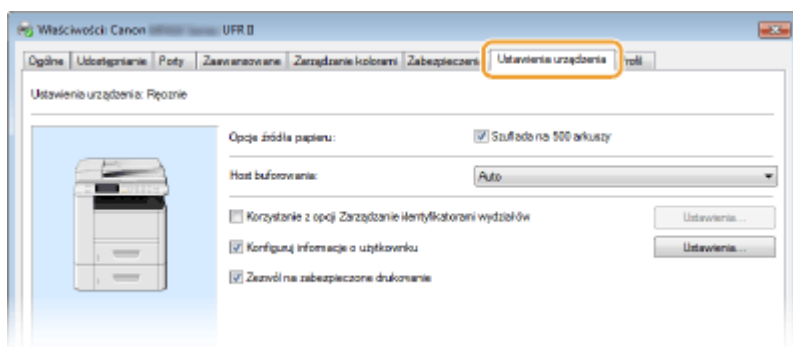 Właściwości: Canon UFR II
Ogólne Udostępnianie Porty Zaawansowane Zarządzanie kolorami Zabezpieczenia Ustawienia urządzenia Profil
Ustawienia urządzenia: Ręcznie
Opcje źródła papieru: Szuflada na 500 arkuszy
Host buforowania: Auto
Korzystanie z opcji Zarządzanie identyfikatorami wydziałów Ustawienia...
Konfiguruj informacje o użytkowniku Ustawienia...
Zezwól na zabezpieczone drukowanie